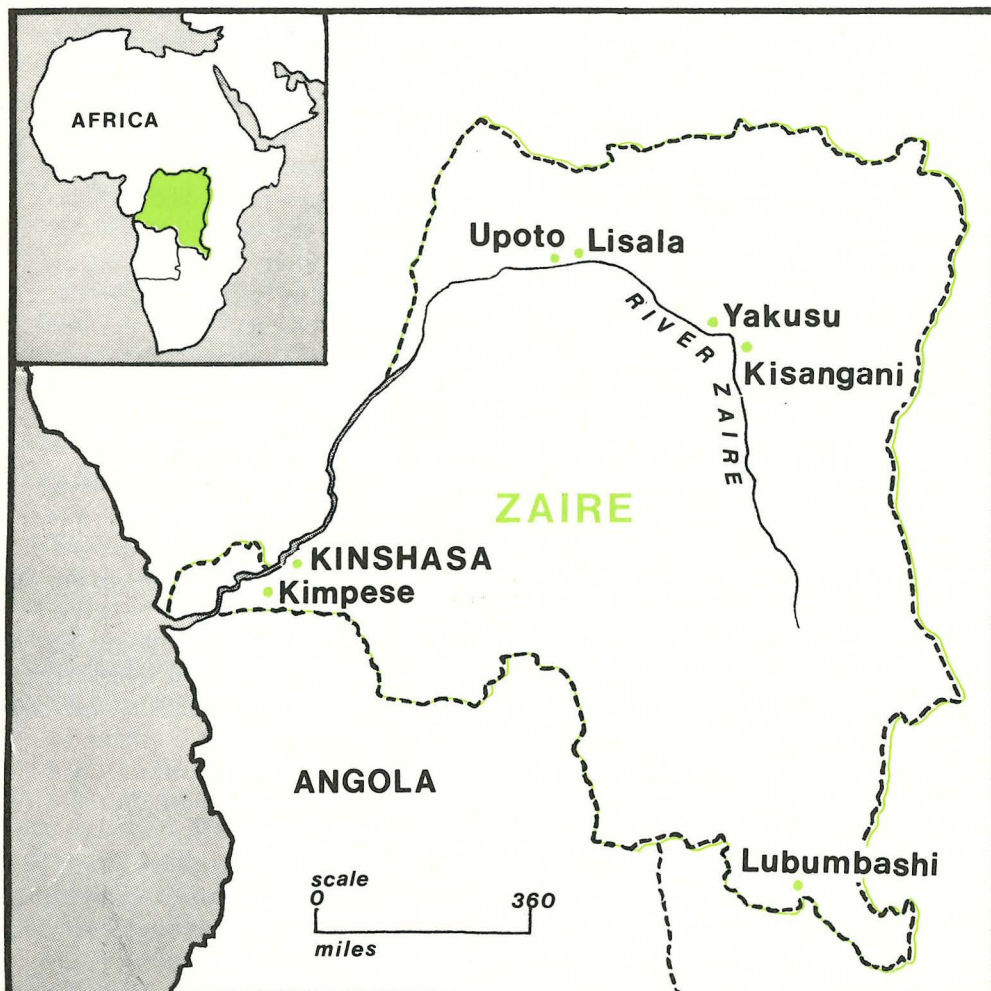 AFRICA
Upoto
Lisala
Yakusu
Kisangani
RIVER ZAIRE
ZAIRE
KINSHASA
Kimpese
ANGOLA
Lubumbashi
scale
0 360
miles